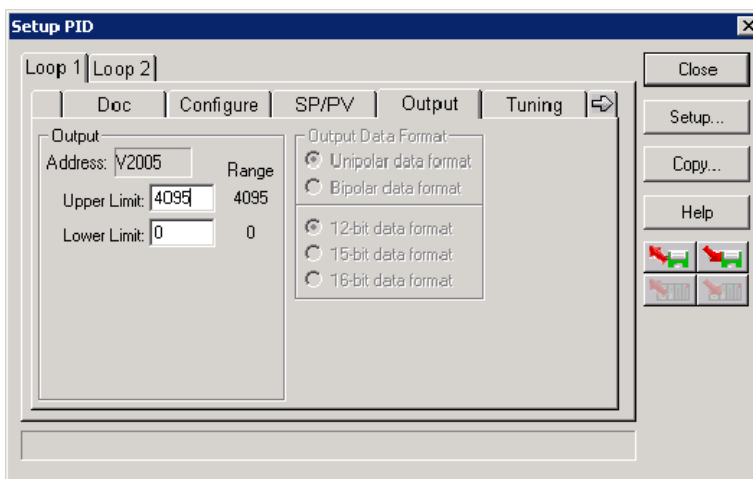 Setup PID
Loop 1 Loop 2
Doc Configure SP/PV Output Tuning
Output
Address: V2005
Range
Upper Limit: 4095 4095
Lower Limit: 0 0
Output Data Format
Unipolar data format
Bipolar data format
12-bit data format
15-bit data format
16-bit data format
Close
Setup...
Copy...
Help